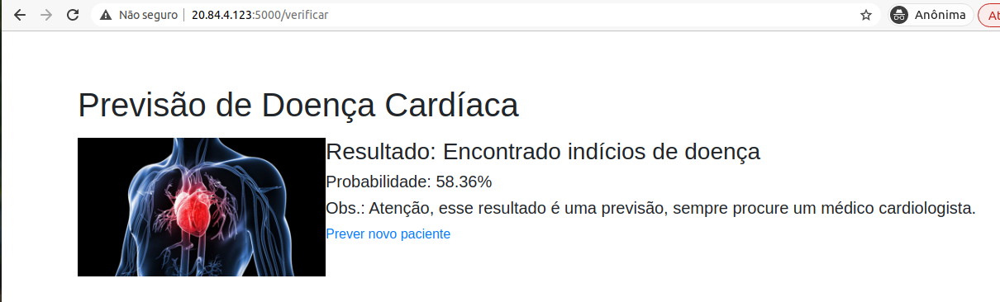 Não seguro | 20.84.4.123:5000/verificar Anônima At
Previsão de Doença Cardíaca
Resultado: Encontrado indícios de doença
Probabilidade: 58.36%
Obs.: Atenção, esse resultado é uma previsão, sempre procure um médico cardiologista.
Prever novo paciente